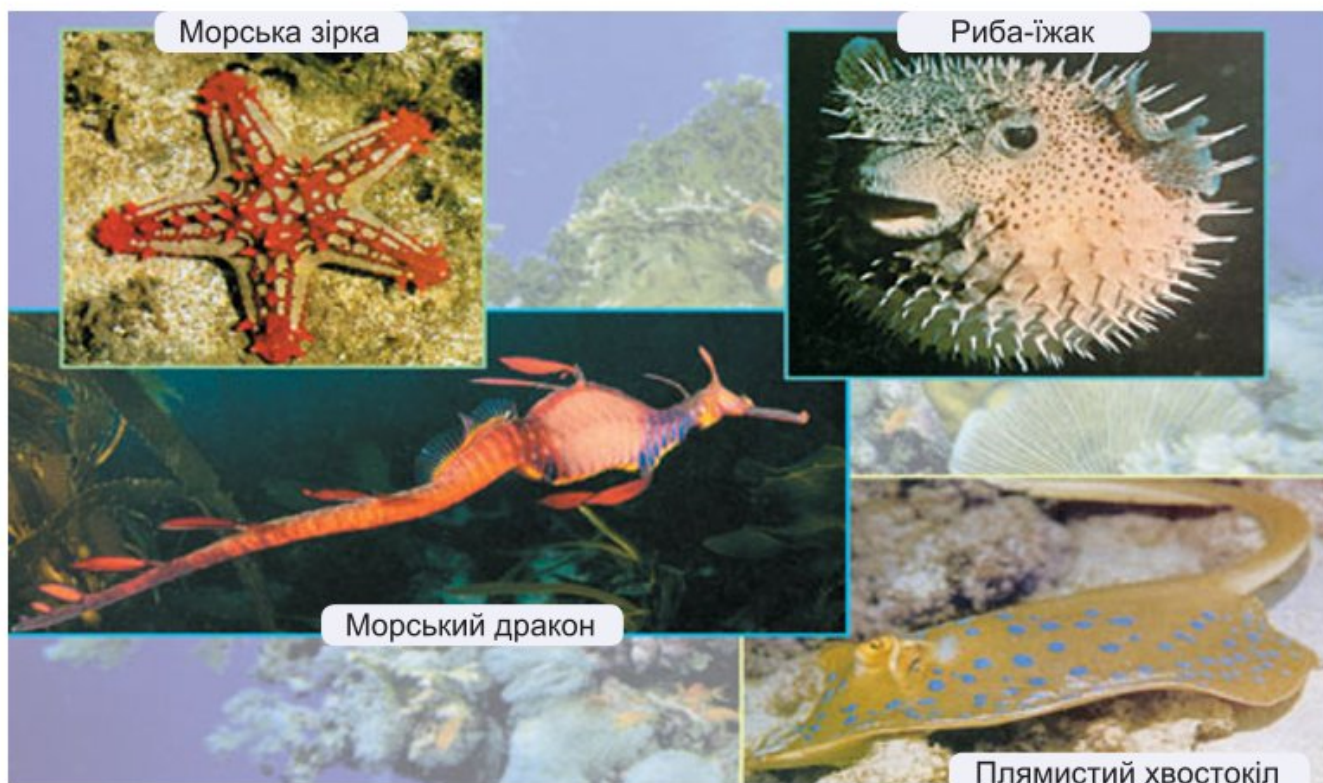 Морська зірка
Риба-їжак
Морський дракон
Плямистий хвостокіл